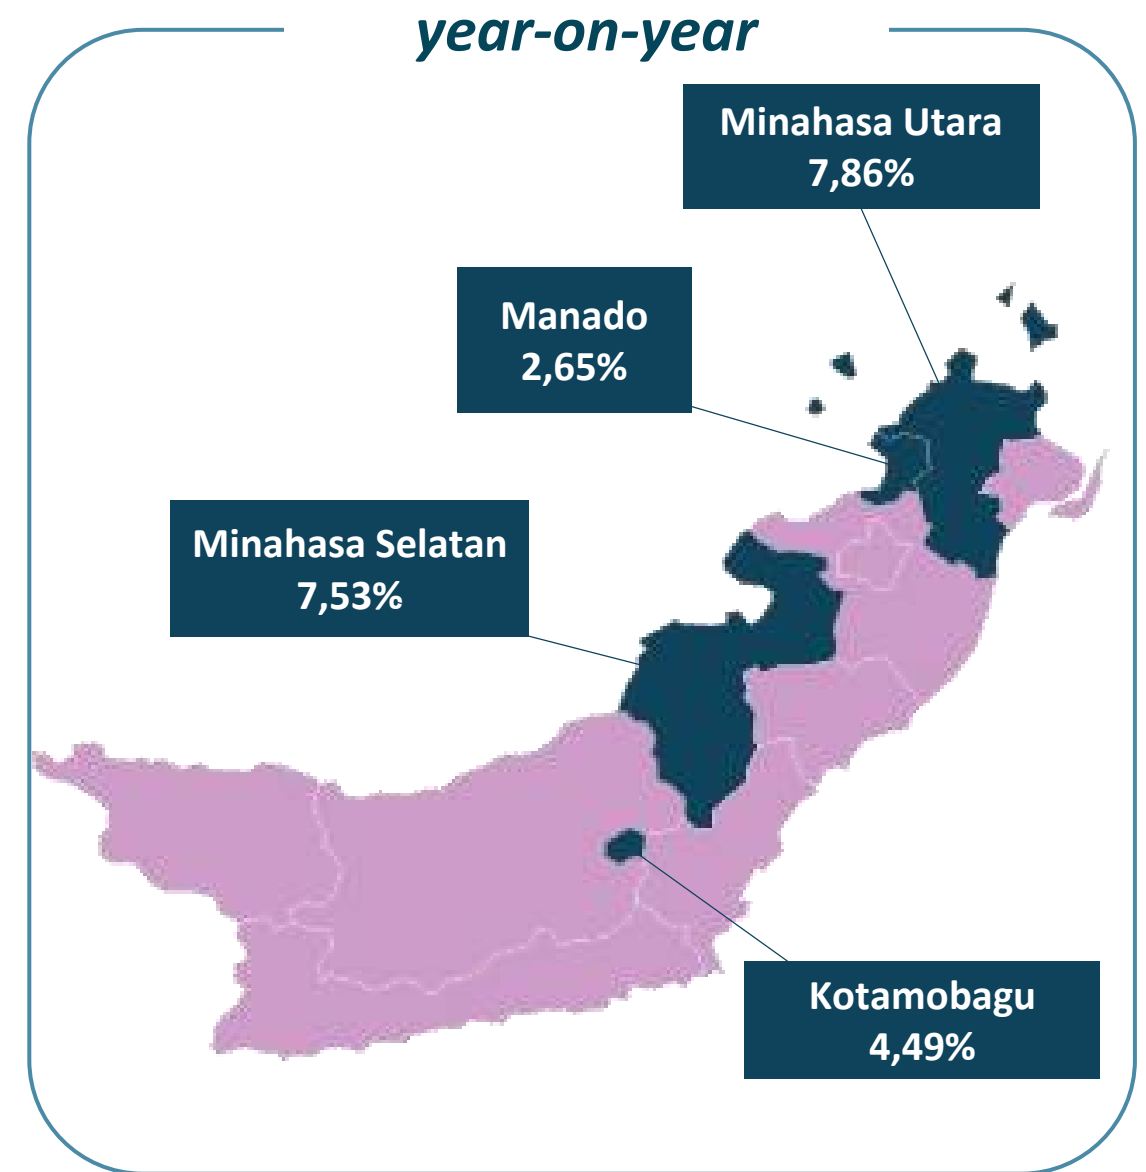 year-on-year
Minahasa Utara
7,86%
Manado
2,65%
Minahasa Selatan
7,53%
Kotamobagu
4,49%